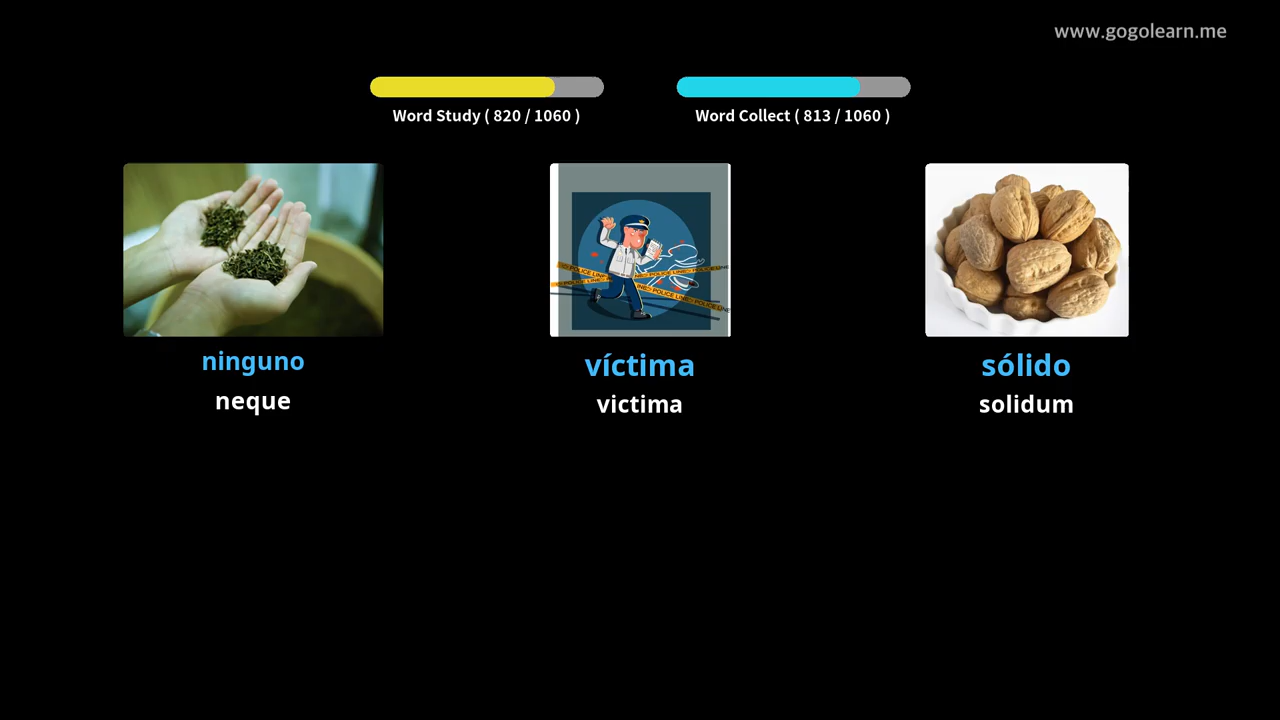 www.gogolearn.me
Word Study ( 820 / 1060 )
Word Collect ( 813 / 1060 )
ninguno
neque
víctima
victima
sólido
solidum